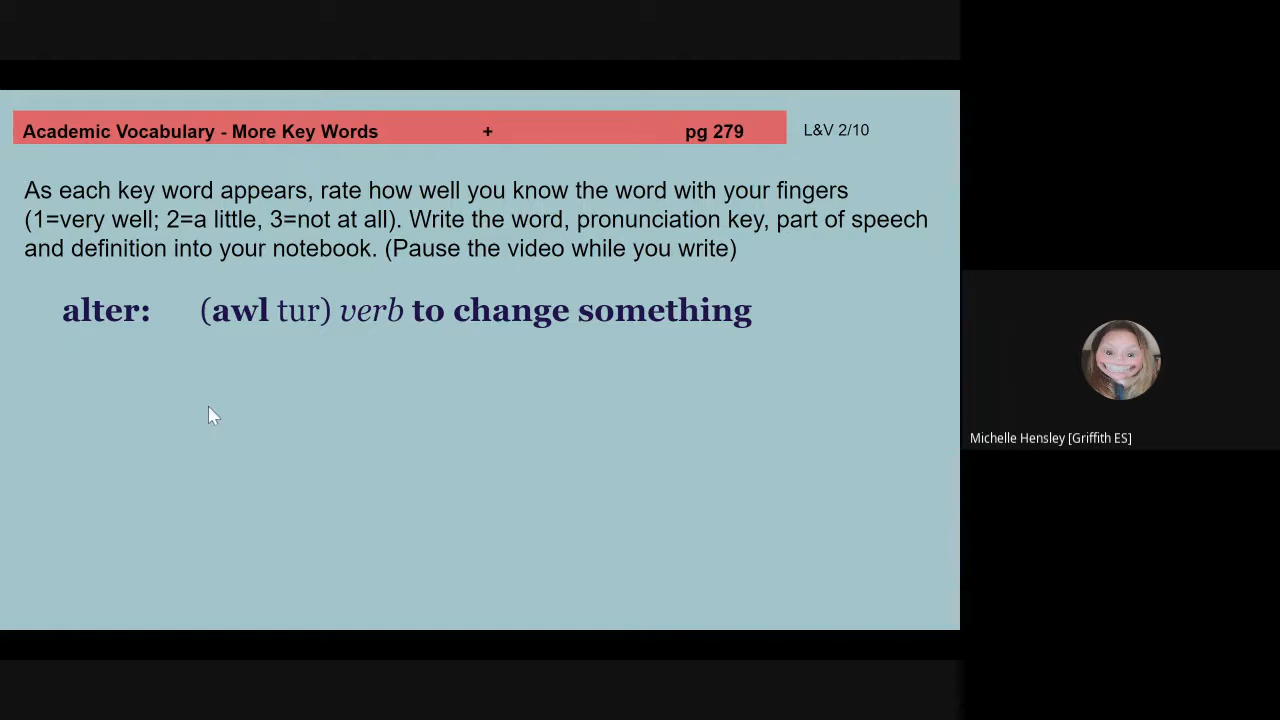 Academic Vocabulary - More Key Words + pg 279 L&V 2/10
As each key word appears, rate how well you know the word with your fingers
(1=very well; 2=a little, 3=not at all). Write the word, pronunciation key, part of speech
and definition into your notebook. (Pause the video while you write)
alter: (awl tur) verb to change something
Michelle Hensley [Griffith ES]